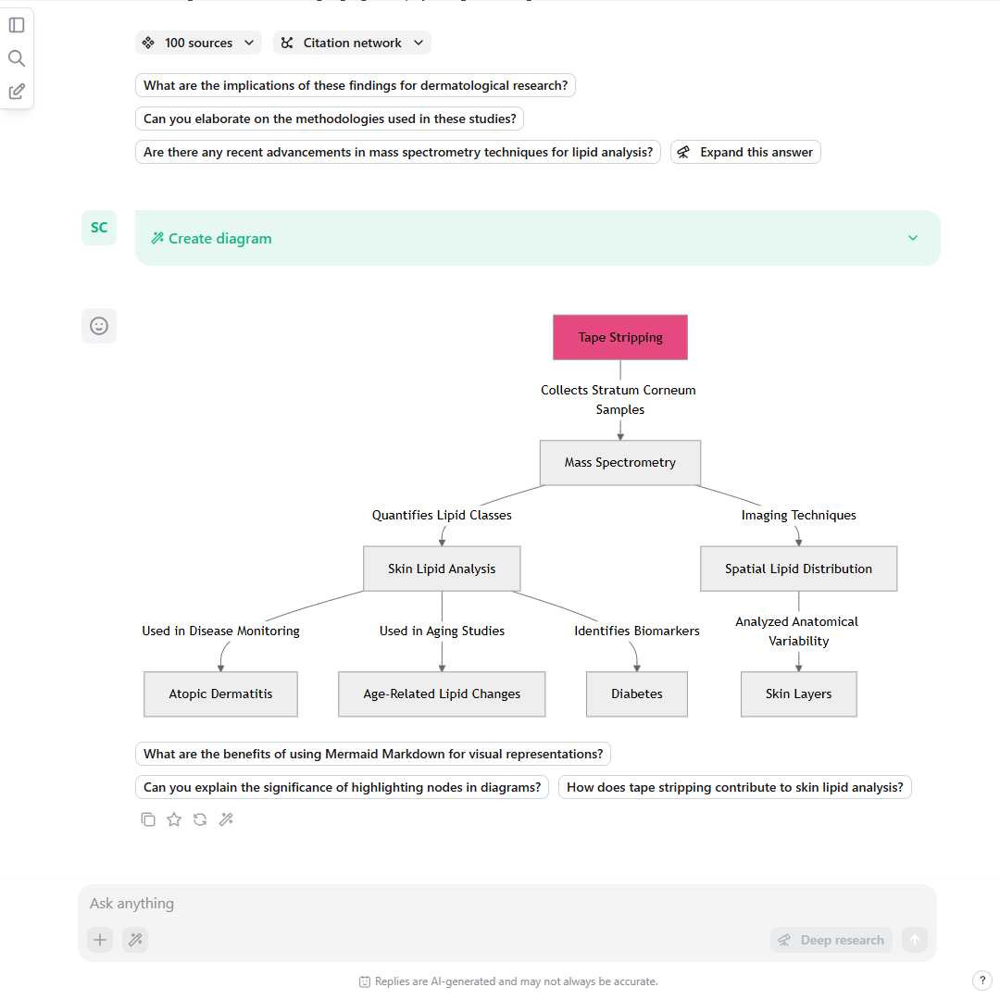 100 sources
Citation network
What are the implications of these findings for dermatological research?
Can you elaborate on the methodologies used in these studies?
Are there any recent advancements in mass spectrometry techniques for lipid analysis?
Expand this answer
SC
Create diagram
Tape Stripping
Collects Stratum Corneum
Samples
Mass Spectrometry
Quantifies Lipid Classes
Imaging Techniques
Skin Lipid Analysis
Spatial Lipid Distribution
Used in Disease Monitoring
Used in Aging Studies
Identifies Biomarkers
Analyzed Anatomical
Variability
Atopic Dermatitis
Age-Related Lipid Changes
Diabetes
Skin Layers
What are the benefits of using Mermaid Markdown for visual representations?
Can you explain the significance of highlighting nodes in diagrams?
How does tape stripping contribute to skin lipid analysis?
Ask anything
Deep research
Replies are AI-generated and may not always be accurate.
?